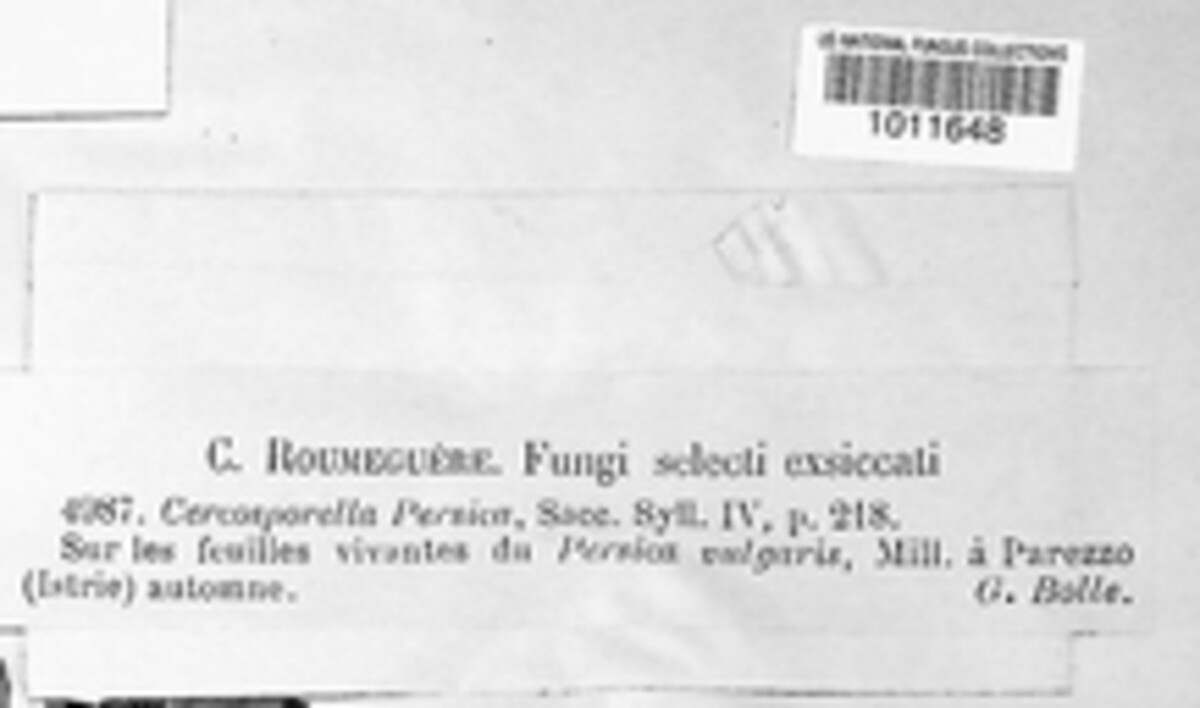 US NATIONAL FUNGUS COLLECTIONS
1011648
C. ROUMEGUÈRE. Fungi selecti exsiccati
4987. Cercosporella Persica, Sacc. Syll. IV, p. 218.
Sur les feuilles vivantes du Persica vulgaris, Mill. à Parezzo
(Istrie) automne. G. Bolle.